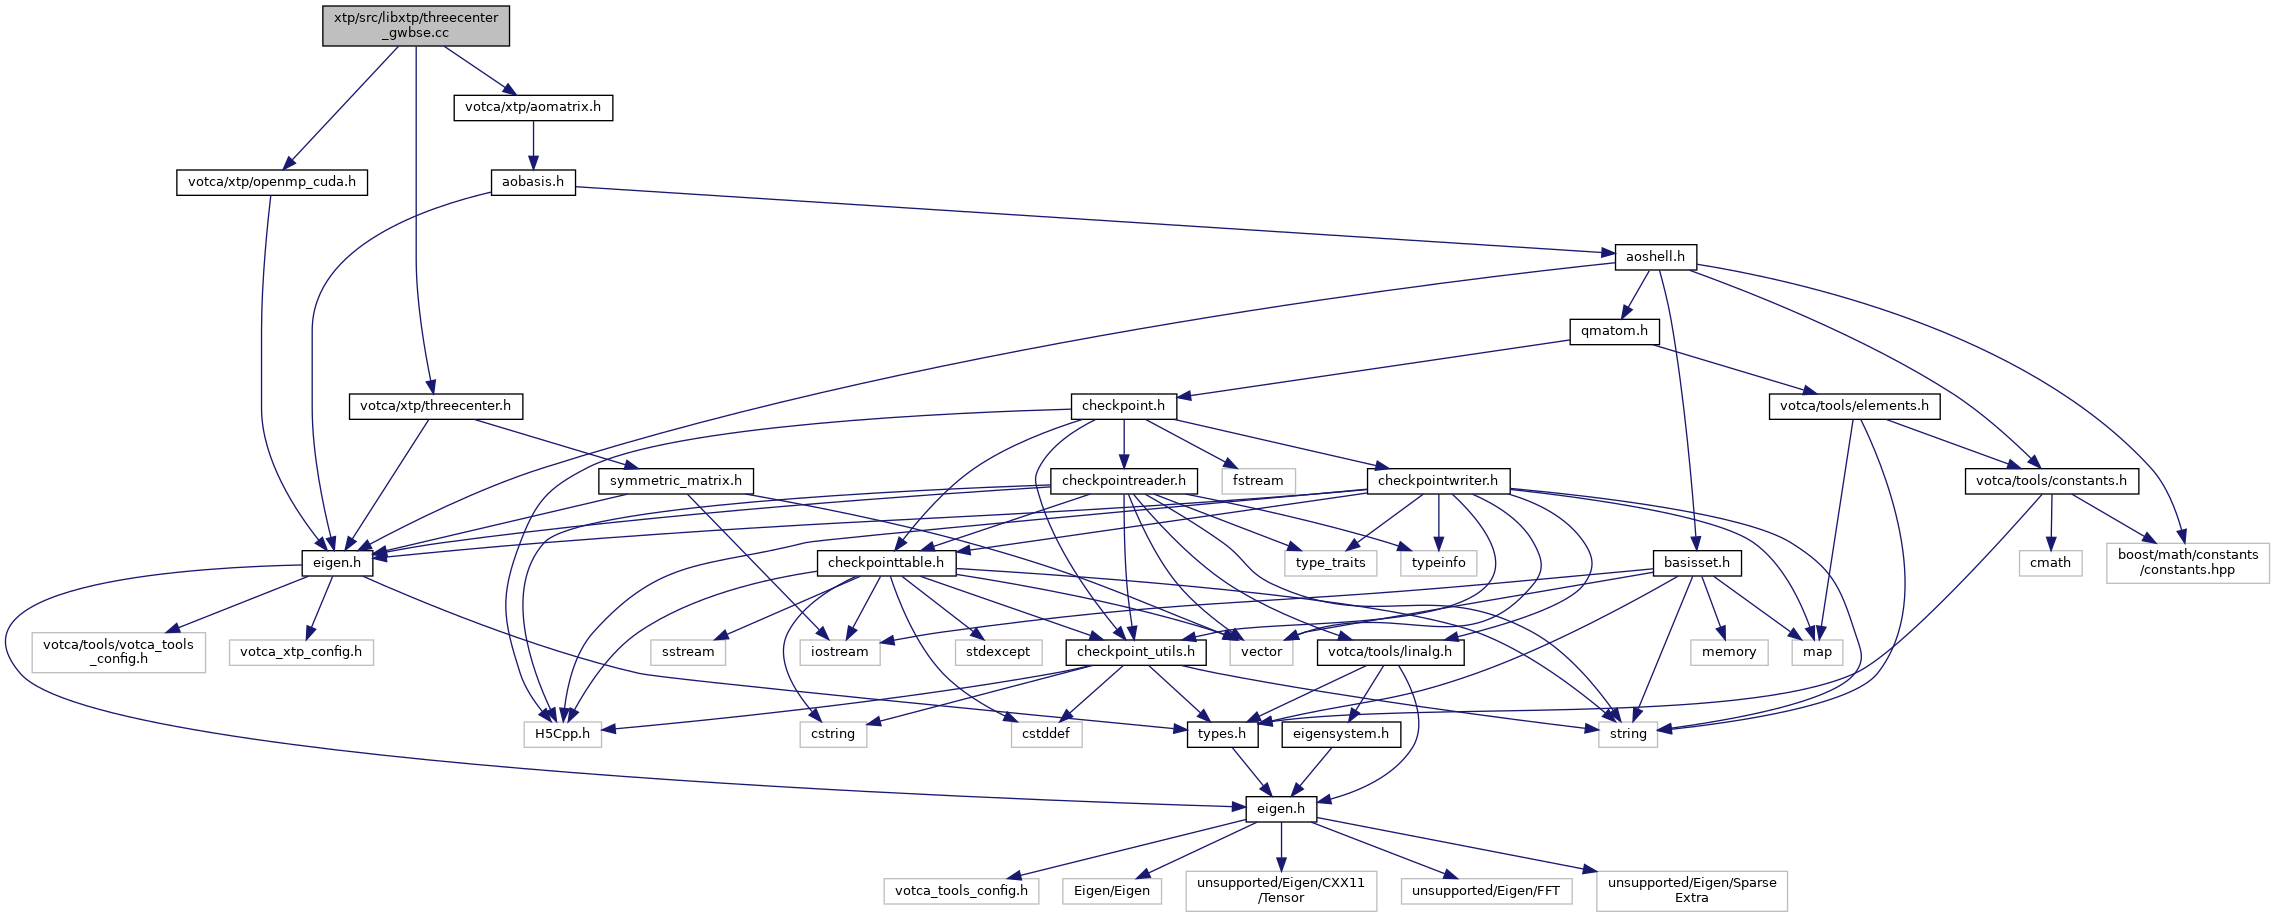 xtp/src/libxtp/threecenter
_gwbse.cc
votca/xtp/aomatrix.h
votca/xtp/openmp_cuda.h
aobasis.h
aoshell.h
qmatom.h
votca/xtp/threecenter.h
checkpoint.h
votca/tools/elements.h
symmetric_matrix.h
checkpointreader.h
fstream
checkpointwriter.h
votca/tools/constants.h
eigen.h
checkpointtable.h
type_traits
typeinfo
basisset.h
cmath
boost/math/constants
/constants.hpp
votca/tools/votca_tools
_config.h
votca_xtp_config.h
sstream
iostream
stdexcept
checkpoint_utils.h
vector
votca/tools/linalg.h
memory
map
H5Cpp.h
cstring
cstddef
types.h
eigensystem.h
string
eigen.h
votca_tools_config.h
Eigen/Eigen
unsupported/Eigen/CXX11
/Tensor
unsupported/Eigen/FFT
unsupported/Eigen/Sparse
Extra